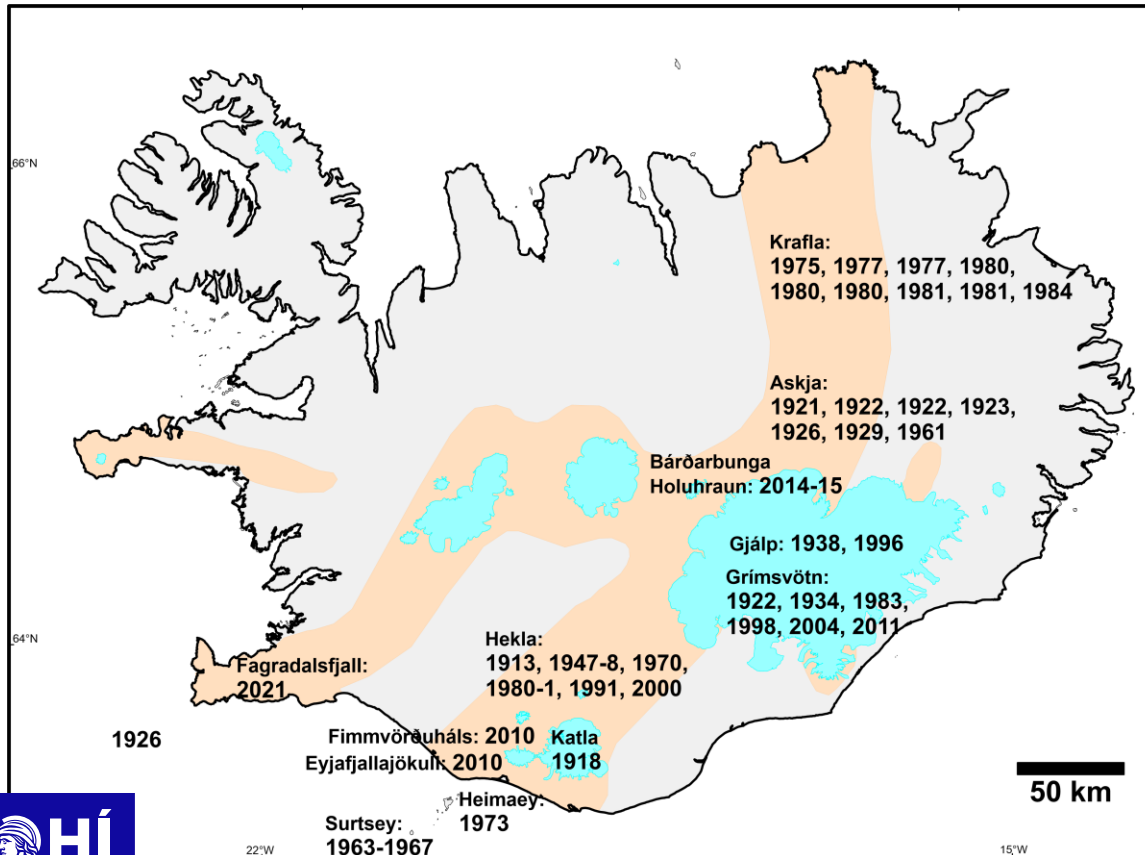 66°N
Krafla:
1975, 1977, 1977, 1980,
1980, 1980, 1981, 1981, 1984
Askja:
1921, 1922, 1922, 1923,
1926, 1929, 1961
Bárðarbunga
Holuhraun: 2014-15
Gjálp: 1938, 1996
Grímsvötn:
1922, 1934, 1983,
1998, 2004, 2011
64°N
Hekla:
1913, 1947-8, 1970,
1980-1, 1991, 2000
Fagradalsfjall:
2021
1926
Fimmvörðuháls: 2010
Eyjafjallajökull: 2010
Katla
1918
50 km
Heimaey:
1973
Surtsey:
1963-1967
HÍ
22°W
15°W